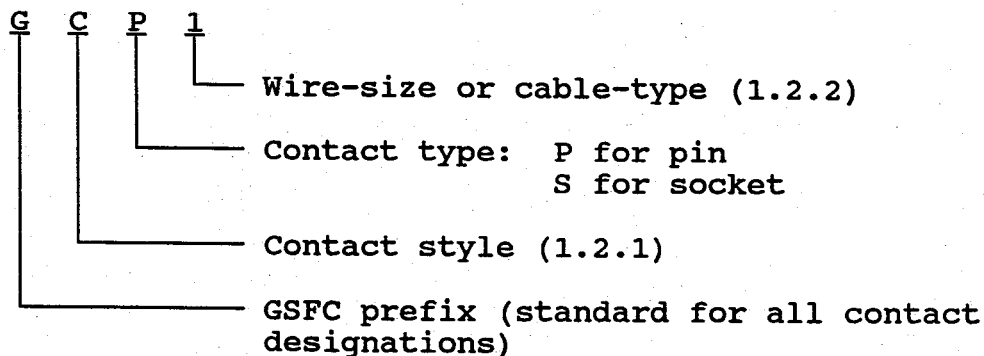 G C P 1
Wire-size or cable-type (1.2.2)
Contact type: P for pin
S for socket
Contact style (1.2.1)
GSFC prefix (standard for all contact
designations)